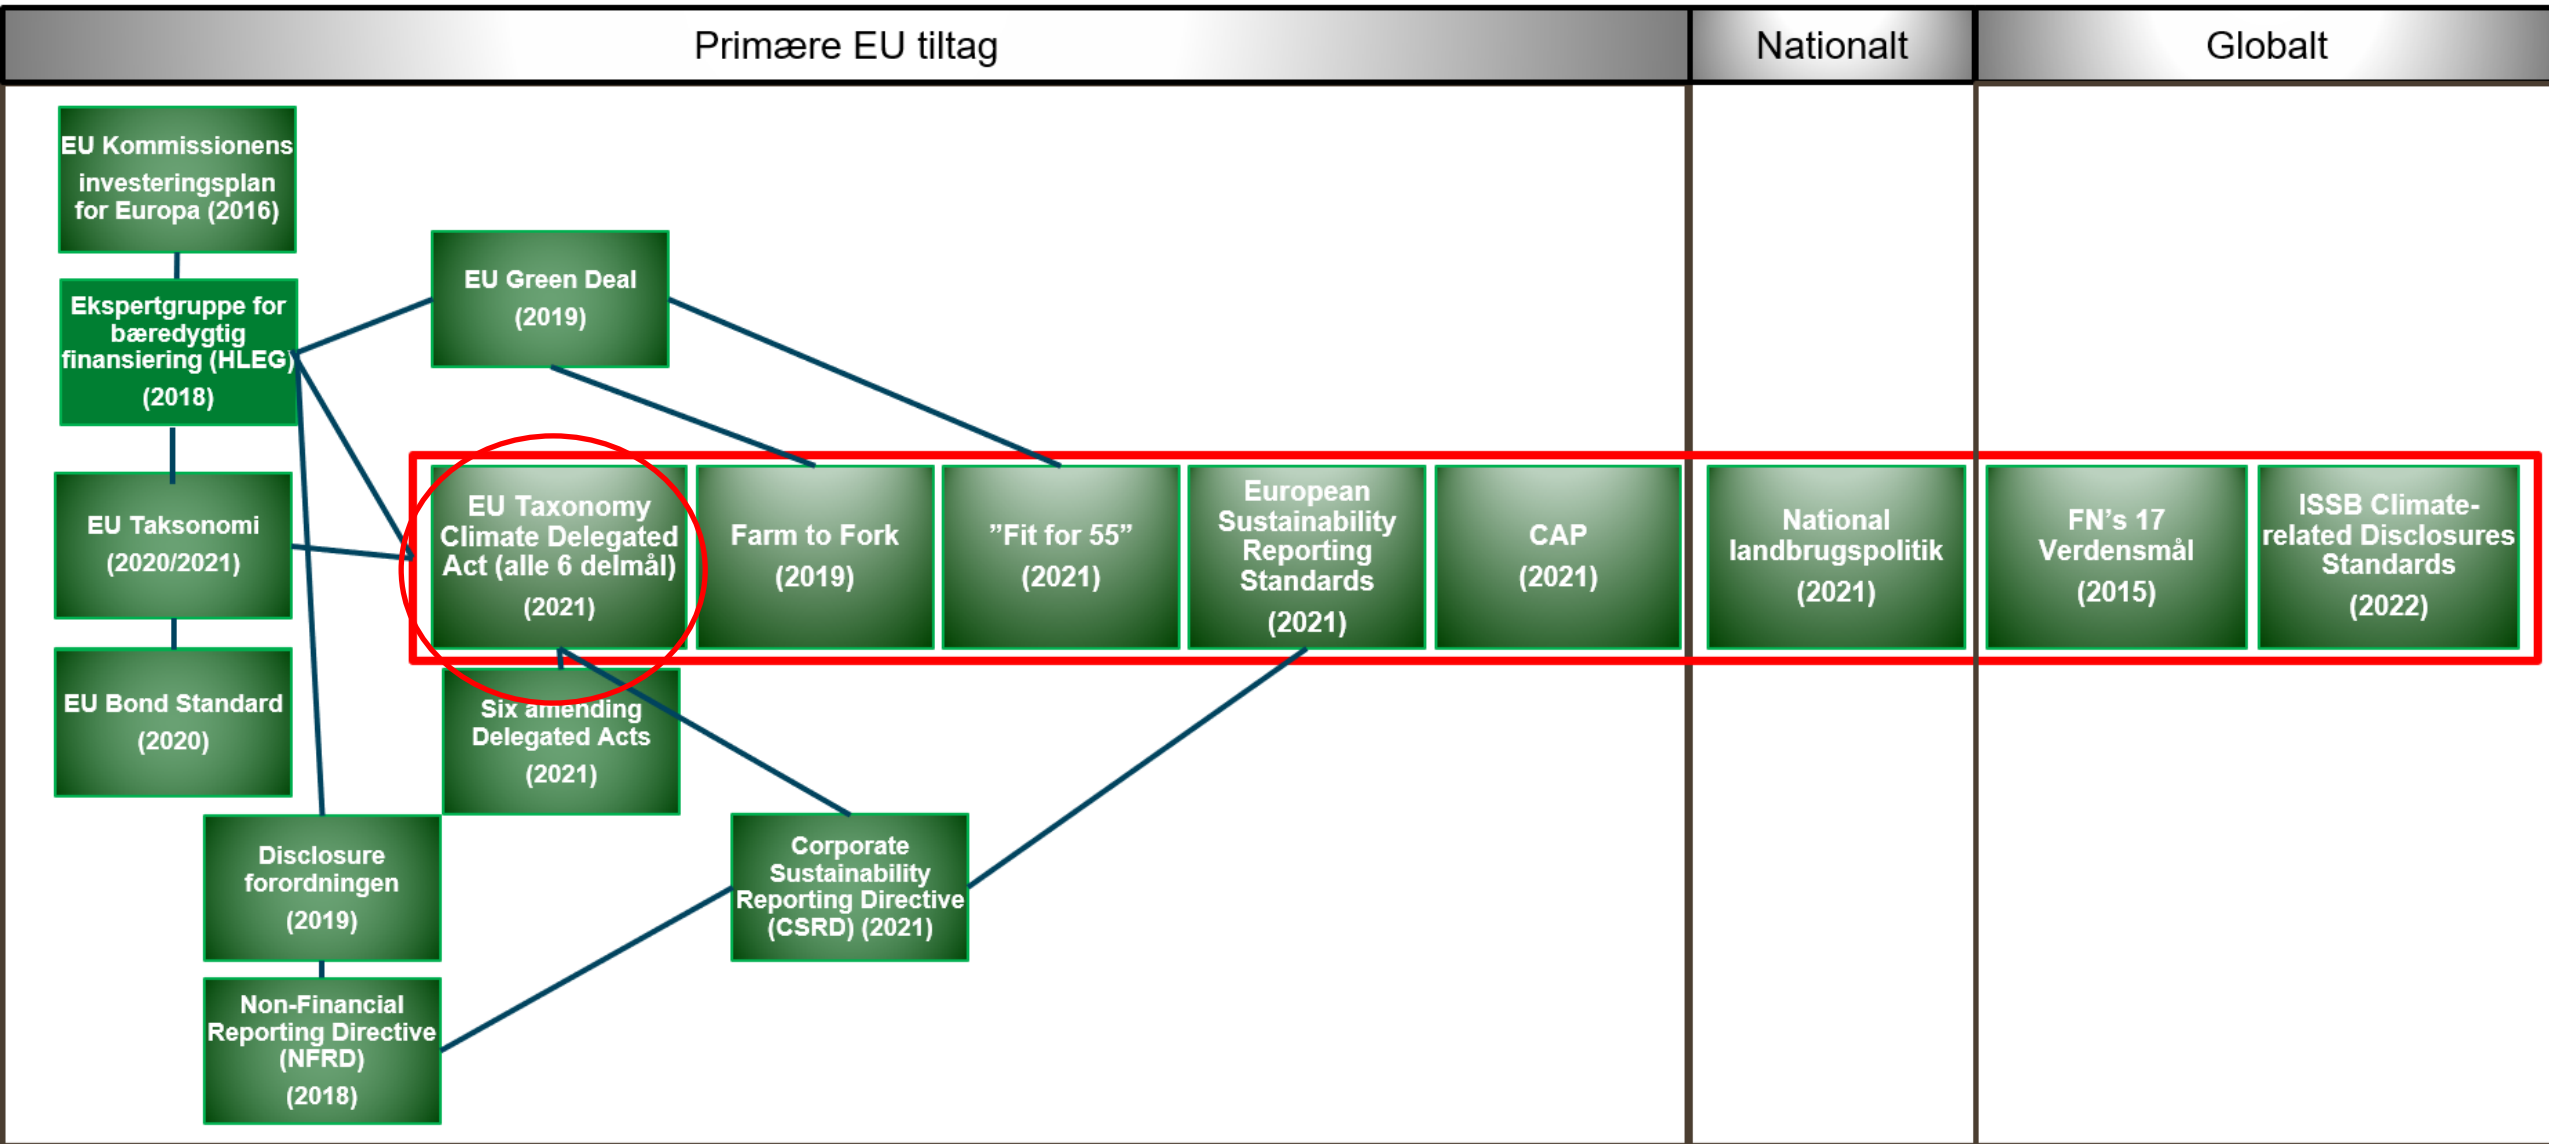 Primære EU tiltag
Nationalt
Globalt
EU Kommissionens
investeringsplan
for Europa (2016)
Ekspertgruppe for
bæredygtig
finansiering (HLEG)
(2018)
EU Taksonomi
(2020/2021)
EU Bond Standard
(2020)
Disclosure
forordningen
(2019)
Non-Financial
Reporting Directive
(NFRD)
(2018)
EU Green Deal
(2019)
EU Taxonomy
Climate Delegated
Act (alle 6 delmål)
(2021)
Six amending
Delegated Acts
(2021)
Corporate
Sustainability
Reporting Directive
(CSRD) (2021)
Farm to Fork
(2019)
”Fit for 55”
(2021)
European
Sustainability
Reporting
Standards
(2021)
CAP
(2021)
National
landbrugspolitik
(2021)
FN’s 17
Verdensmål
(2015)
ISSB Climate-
related Disclosures
Standards
(2022)